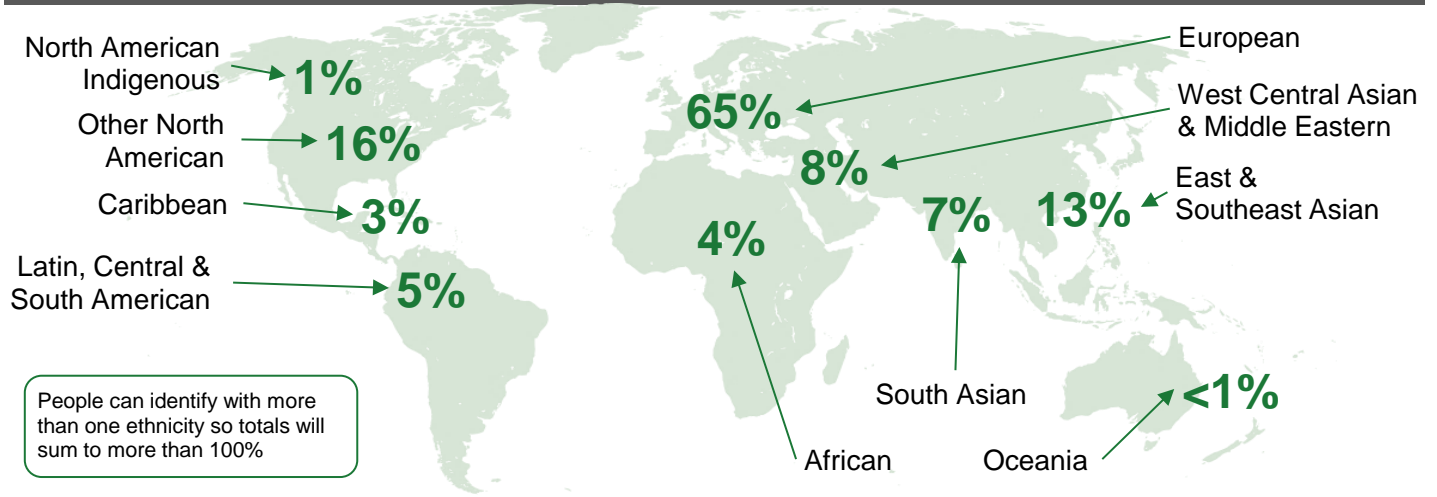 North American
Indigenous
1%
Other North
American
16%
Caribbean
3%
Latin, Central &
South American
5%
European
65%
West Central Asian
& Middle Eastern
8%
East &
Southeast Asian
13%
7%
South Asian
4%
African
<1%
Oceania
People can identify with more
than one ethnicity so totals will
sum to more than 100%